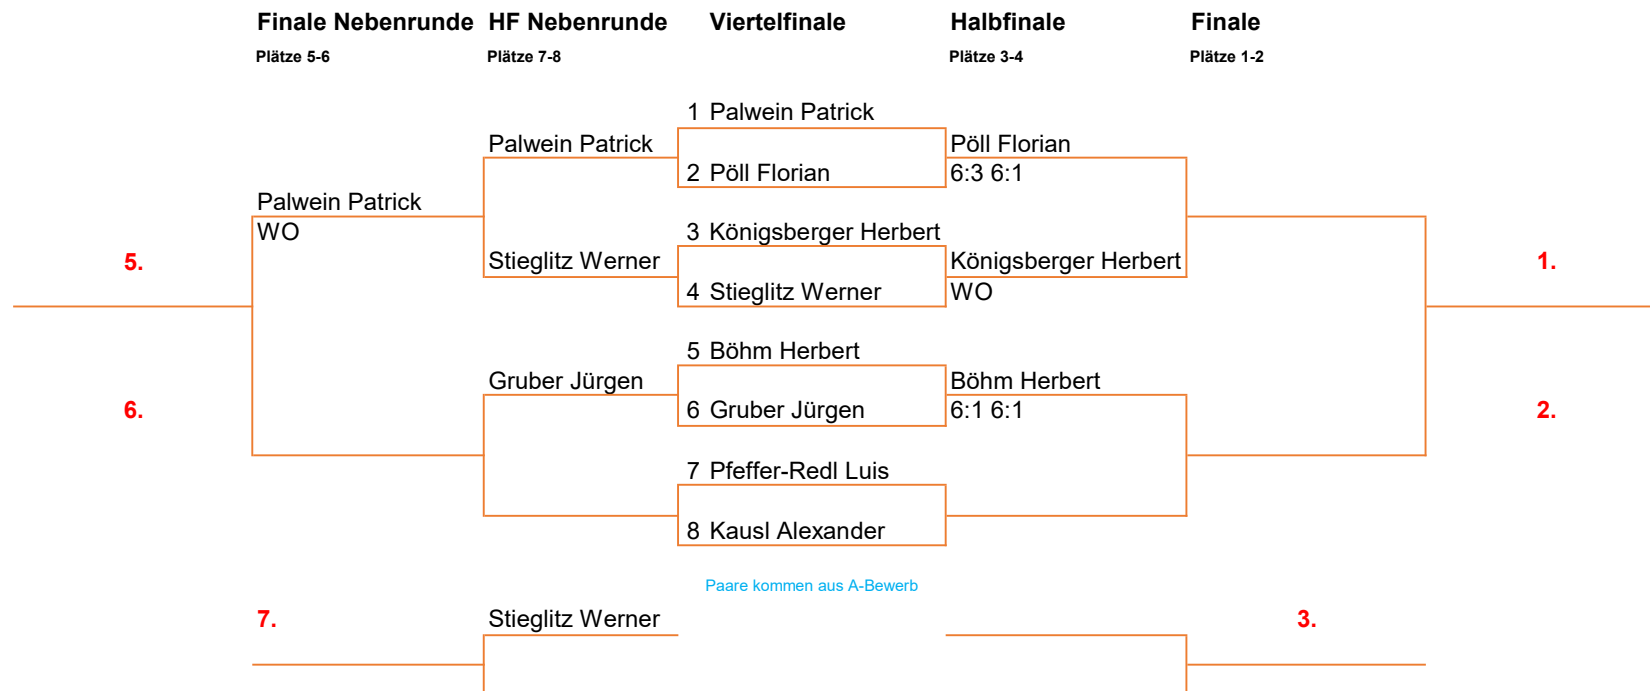 Finale Nebenrunde HF Nebenrunde Viertelfinale Halbfinale Finale
Plätze 5-6 Plätze 7-8 Plätze 3-4 Plätze 1-2
1 Palwein Patrick
Palwein Patrick Pöll Florian
2 Pöll Florian 6:3 6:1
Palwein Patrick
WO 3 Königsberger Herbert
5. Stieglitz Werner Königsberger Herbert 1.
4 Stieglitz Werner WO
5 Böhm Herbert
Gruber Jürgen Böhm Herbert
6. 6 Gruber Jürgen 6:1 6:1 2.
7 Pfeffer-Redl Luis
8 Kausl Alexander
Paare kommen aus A-Bewerb
7. Stieglitz Werner 3.